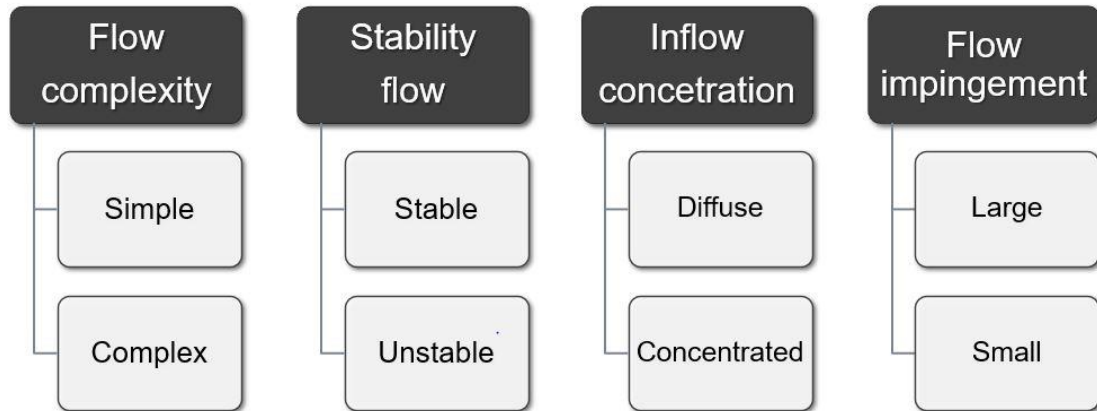 Flow
complexity
Simple
Complex
Stability
flow
Stable
Unstable
Inflow
concetration
Diffuse
Concentrated
Flow
impingement
Large
Small